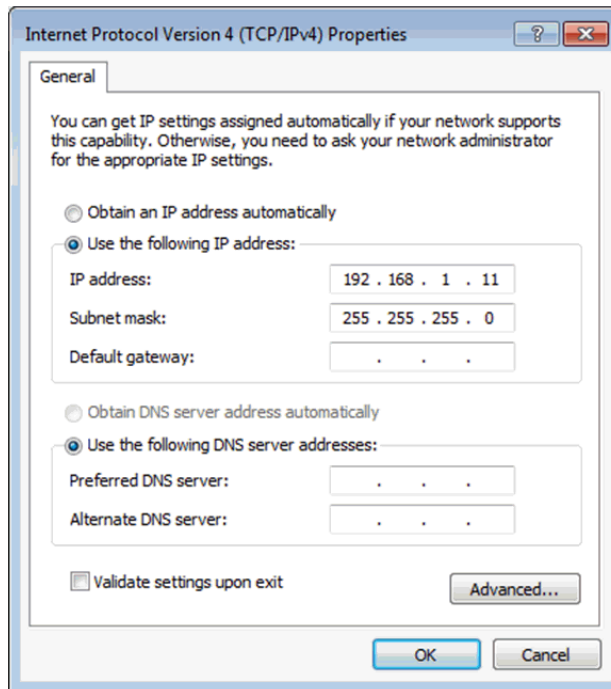 Internet Protocol Version 4 (TCP/IPv4) Properties
General
You can get IP settings assigned automatically if your network supports
this capability. Otherwise, you need to ask your network administrator
for the appropriate IP settings.
Obtain an IP address automatically
Use the following IP address:
IP address: 192 . 168 . 1 . 11
Subnet mask: 255 . 255 . 255 . 0
Default gateway: . . .
Obtain DNS server address automatically
Use the following DNS server addresses:
Preferred DNS server: . . .
Alternate DNS server: . . .
Validate settings upon exit
Advanced...
OK Cancel